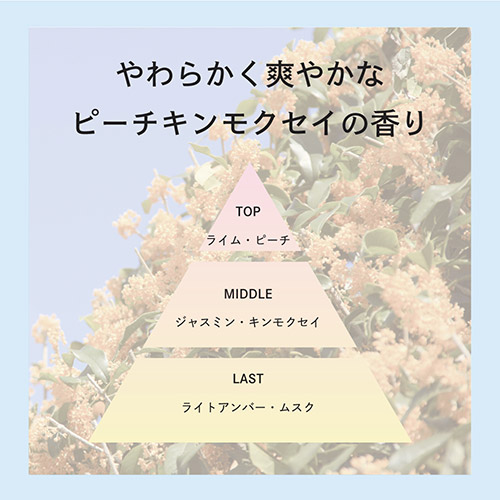 やわらかく爽やかな
ピーチキンモクセイの香り
TOP
ライム・ピーチ
MIDDLE
ジャスミン・キンモクセイ
LAST
ライトアンバー・ムスク